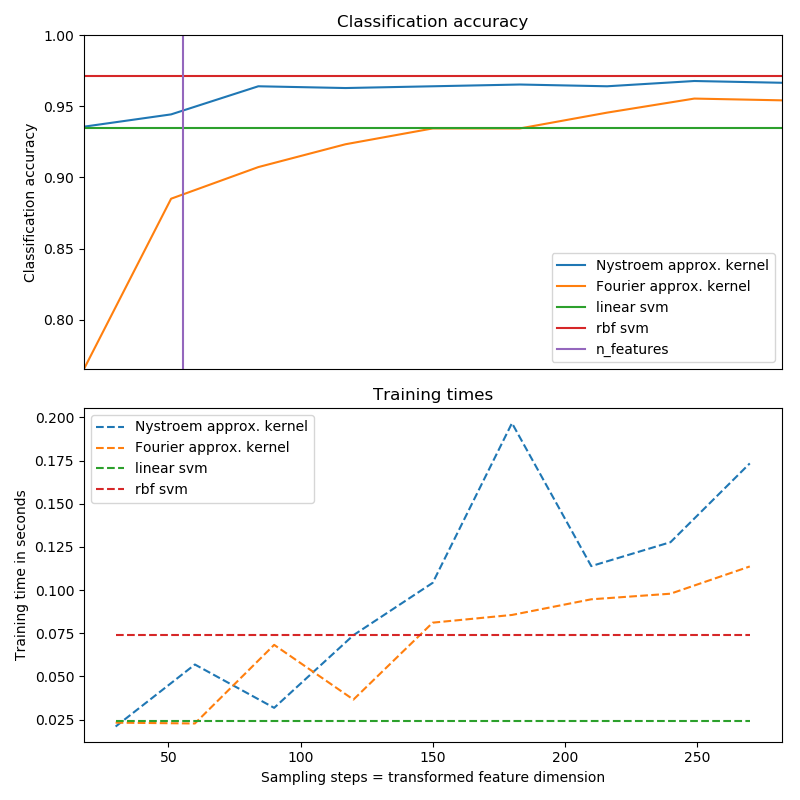 Classification accuracy
1.00
0.95
0.90
0.85
0.80
Classification accuracy
Nystroem approx. kernel
Fourier approx. kernel
linear svm
rbf svm
n_features
Training times
0.200
0.175
0.150
0.125
0.100
0.075
0.050
0.025
Training time in seconds
Nystroem approx. kernel
Fourier approx. kernel
linear svm
rbf svm
50
100
150
200
250
Sampling steps = transformed feature dimension